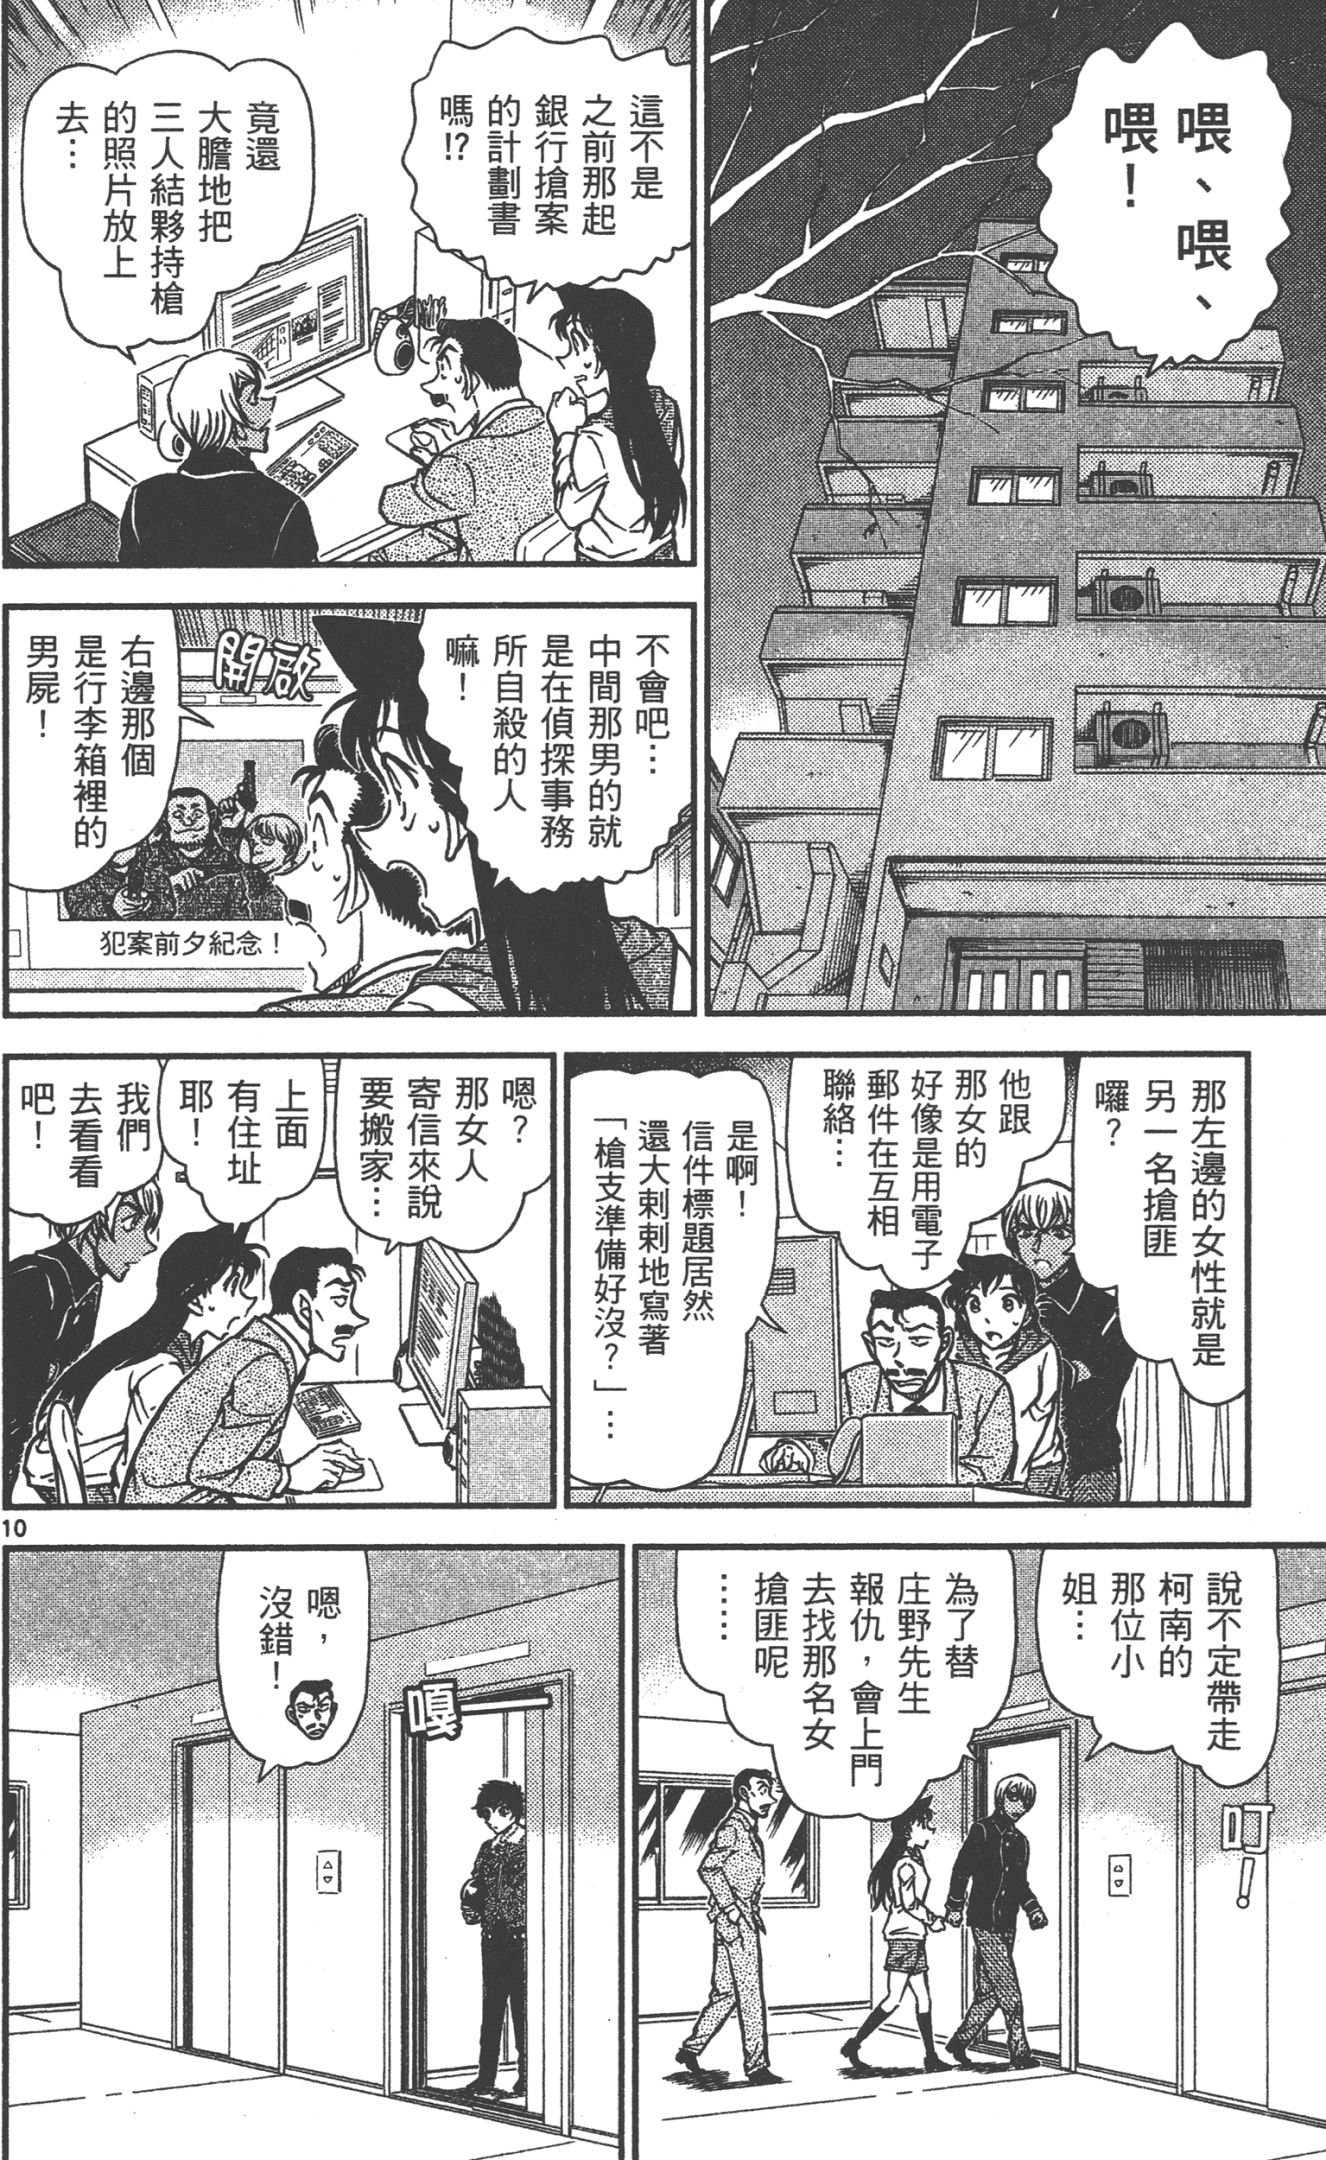 喂、喂、
喂！
這不是
之前那起
銀行搶案
的計劃書
嗎!?
竟還
大膽地把
三人結夥持槍
的照片放上
去…
不會吧…
中間那男的就
是在偵探事務
所自殺的人
嘛！
開啟
右邊那個
是行李箱裡的
男屍！
犯案前夕紀念！
那左邊的女性就是
另一名搶匪
囉？
他跟
那女的
好像是用電子
郵件在互相
聯絡…
是啊！
信件標題居然
還大剌剌地寫著
「槍支準備好沒？」…
嗯？
那女人
寄信來說
要搬家…
上面
有住址
耶！
我們
去看看
吧！
10
說不定帶走
柯南的
那位小
姐…
為了替
庄野先生
報仇，會上門
去找那名女
搶匪呢
……
叮！
嗯，
沒錯！
嘎